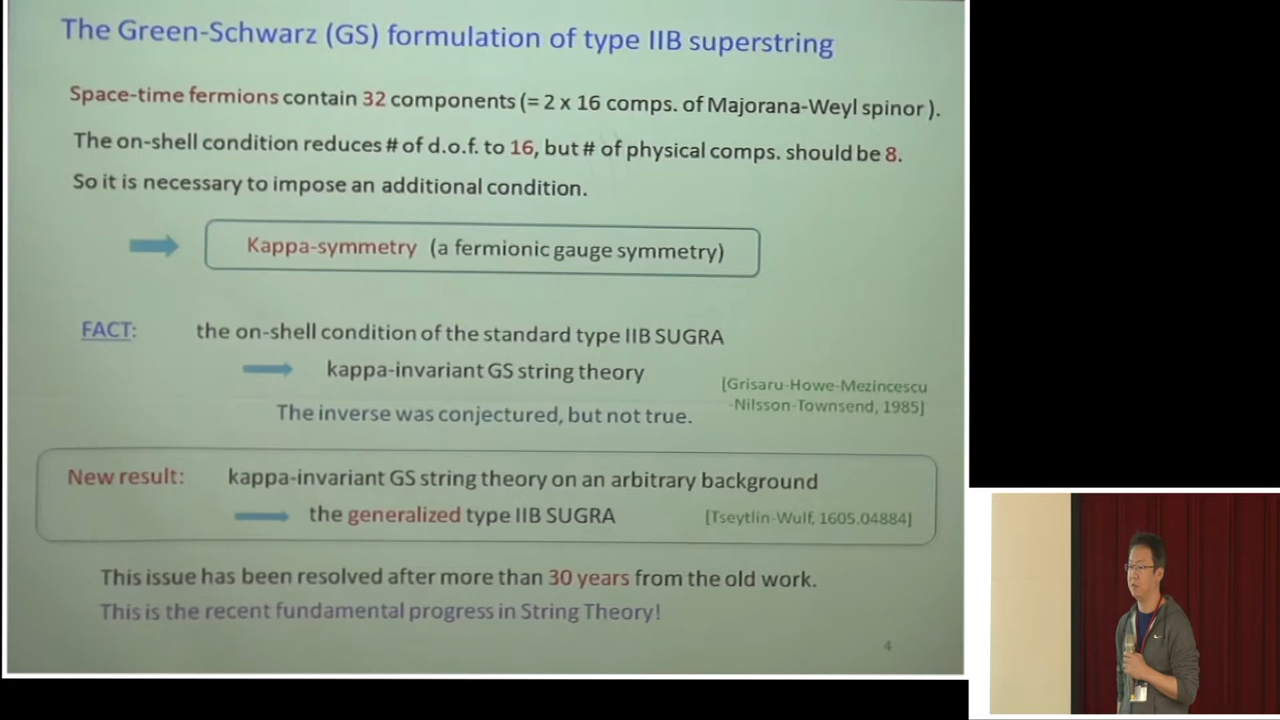 The Green-Schwarz (GS) formulation of type IIB superstring
Space-time fermions contain 32 components (= 2 x 16 comps. of Majorana-Weyl spinor ).
The on-shell condition reduces # of d.o.f. to 16, but # of physical comps. should be 8.
So it is necessary to impose an additional condition.
Kappa-symmetry (a fermionic gauge symmetry)
FACT: the on-shell condition of the standard type IIB SUGRA
kappa-invariant GS string theory
[Grisaru-Howe-Mezincescu
-Nilsson-Townsend, 1985]
The inverse was conjectured, but not true.
New result: kappa-invariant GS string theory on an arbitrary background
the generalized type IIB SUGRA [Tseytlin-Wulf, 1605.04884]
This issue has been resolved after more than 30 years from the old work.
This is the recent fundamental progress in String Theory!
4